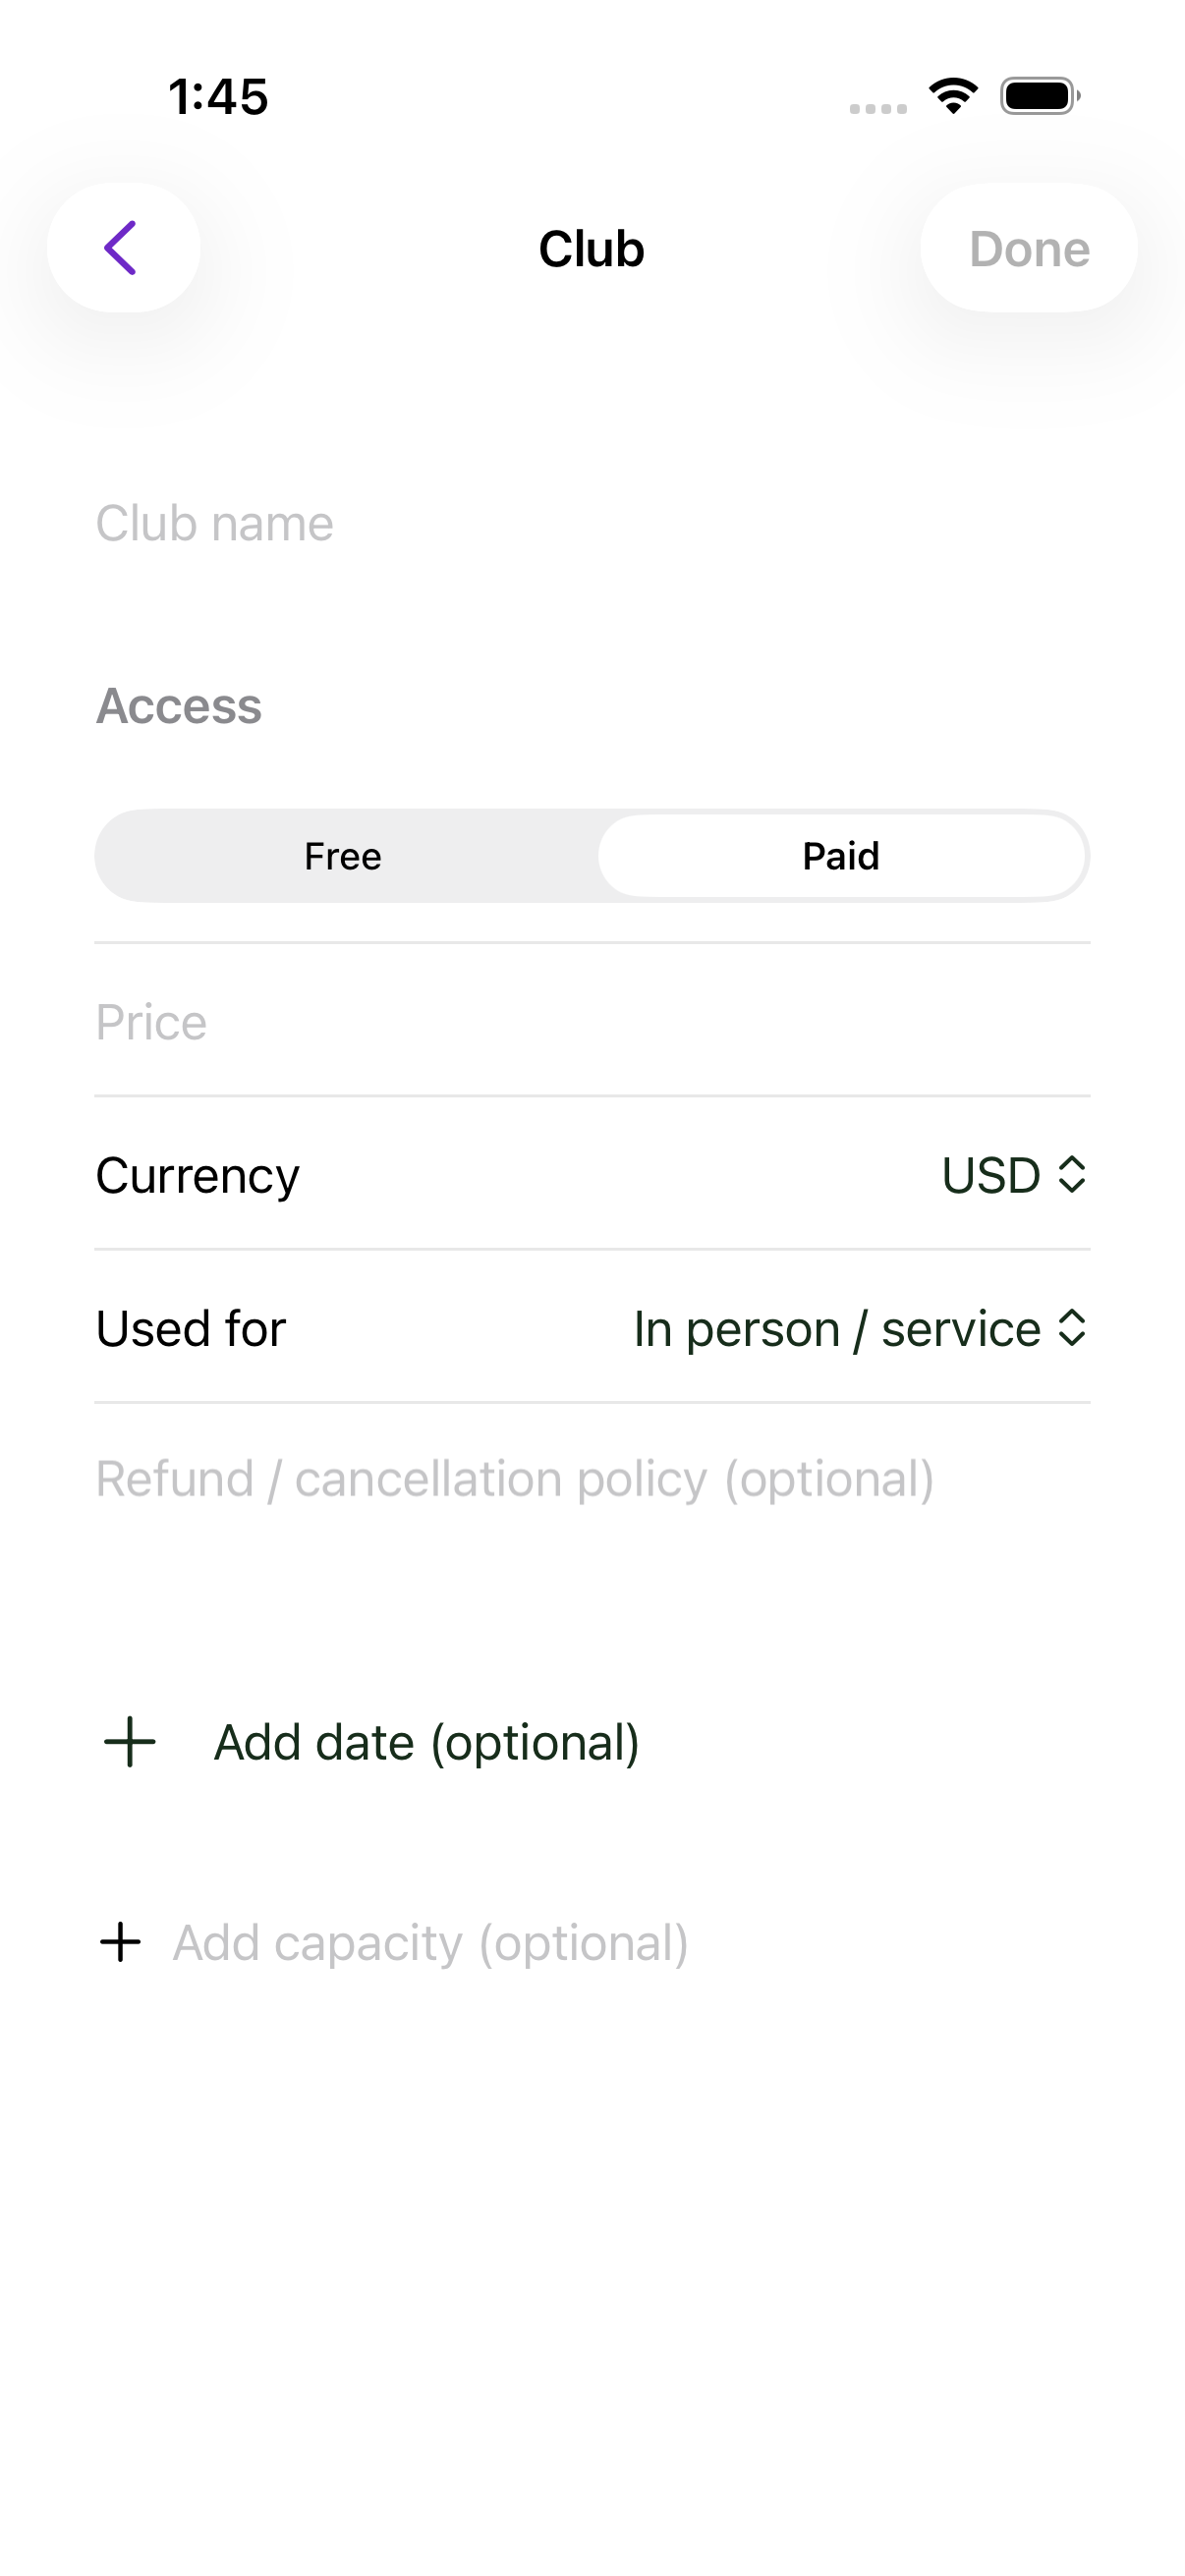 1:45
Club
Done
Club name
Access
Free
Paid
Price
Currency
USD
Used for
In person / service
Refund / cancellation policy (optional)
Add date (optional)
Add capacity (optional)